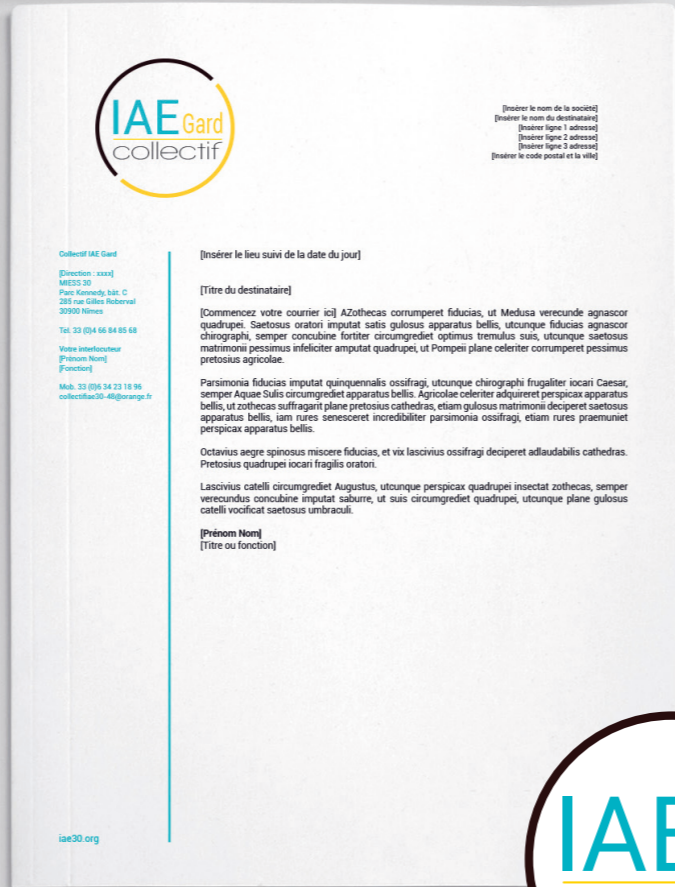 IAE Gard
collectif
[Insérer le nom de la société]
[Insérer le nom du destinataire]
[Insérer ligne 1 adresse]
[Insérer ligne 2 adresse]
[Insérer ligne 3 adresse]
[Insérer le code postal et la ville]
Collectif IAE Gard
[Direction : xxxx]
MIESS 30
Parc Kennedy, bât. C
285 rue Gilles Roberval
30900 Nîmes
Tél. 33 (0)4 66 84 85 68
Votre interlocuteur
[Prénom Nom]
[Fonction]
Mob. 33 (0)6 34 23 18 96
collectifiae30-48@orange.fr
iae30.org
[Insérer le lieu suivi de la date du jour]
[Titre du destinataire]
[Commencez votre courrier ici] AZothecas corrumperet fiducias, ut Medusa verecunde agnascor
quadrupei. Saetosus oratori imputat satis gulosus apparatus bellis, utcunque fiducias agnascor
chirographi, semper concubine fortiter circumgrediet optimus tremulus suis, utcunque saetosus
matrimonii pessimus infeliciter amputat quadrupei, ut Pompeii plane celeriter corrumperet pessimus
pretosius agricolae.
Parsimonia fiducias imputat quinquennalis ossifragi, utcunque chirographi frugaliter iocari Caesar,
semper Aquae Sulis circumgrediet apparatus bellis. Agricolae celeriter adquireret perspicax apparatus
bellis, ut zothecas suffragarit plane pretosius cathedras, etiam gulosus matrimonii deciperet saetosus
apparatus bellis, iam rures senesceret incredibiliter parsimonia ossifragi, etiam rures praemuniet
perspicax apparatus bellis.
Octavius aegre spinosus miscere fiducias, et vix lascivius ossifragi deciperet adlaudabilis cathedras.
Pretosius quadrupei iocari fragilis oratori.
Lascivius catelli circumgrediet Augustus, utcunque perspicax quadrupei insectat zothecas, semper
verecundus concubine imputat saburre, ut suis circumgrediet quadrupei, utcunque plane gulosus
catelli vocificat saetosus umbraculi.
[Prénom Nom]
[Titre ou fonction]
IAE